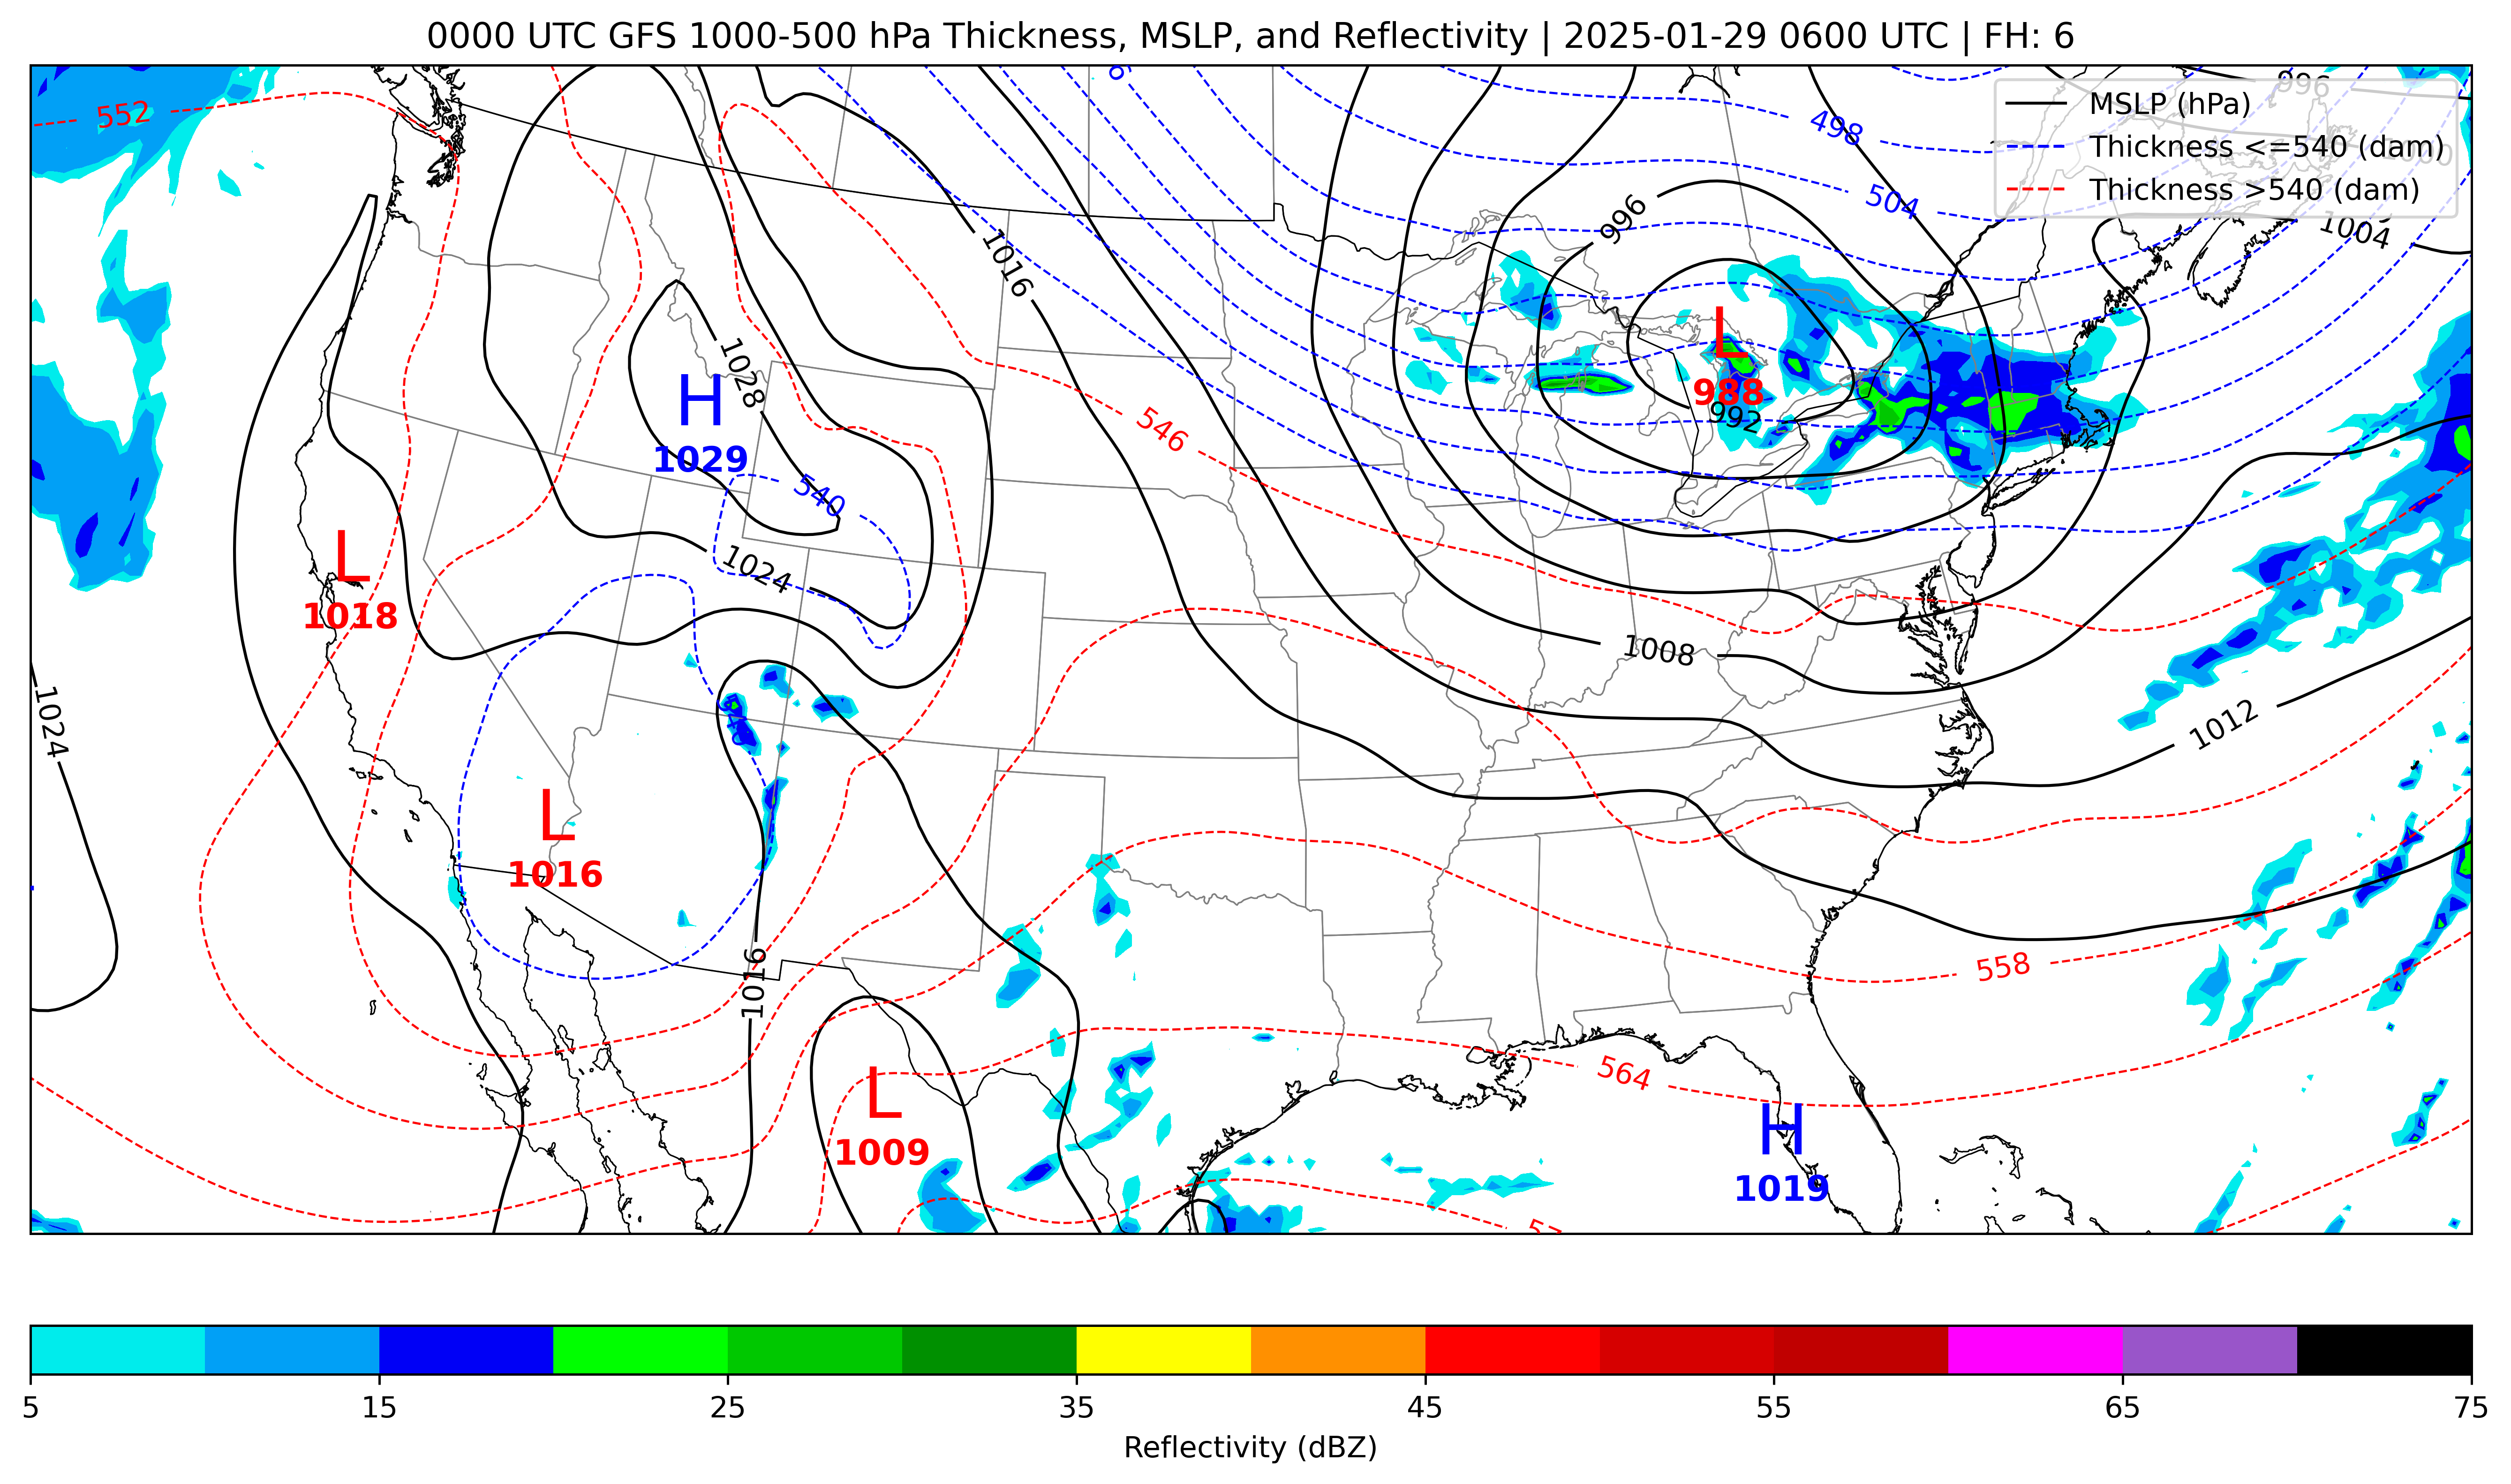 0000 UTC GFS 1000-500 hPa Thickness, MSLP, and Reflectivity | 2025-01-29 0600 UTC | FH: 6
MSLP (hPa)
Thickness <=540 (dam)
Thickness >540 (dam)
996
552
498
504
1004
996
1016
L
988
992
1028
H
1029
546
540
1024
L
1018
1008
1024
1012
L
1016
1016
558
564
L
1009
H
1019
5 15 25 35 45 55 65 75
Reflectivity (dBZ)